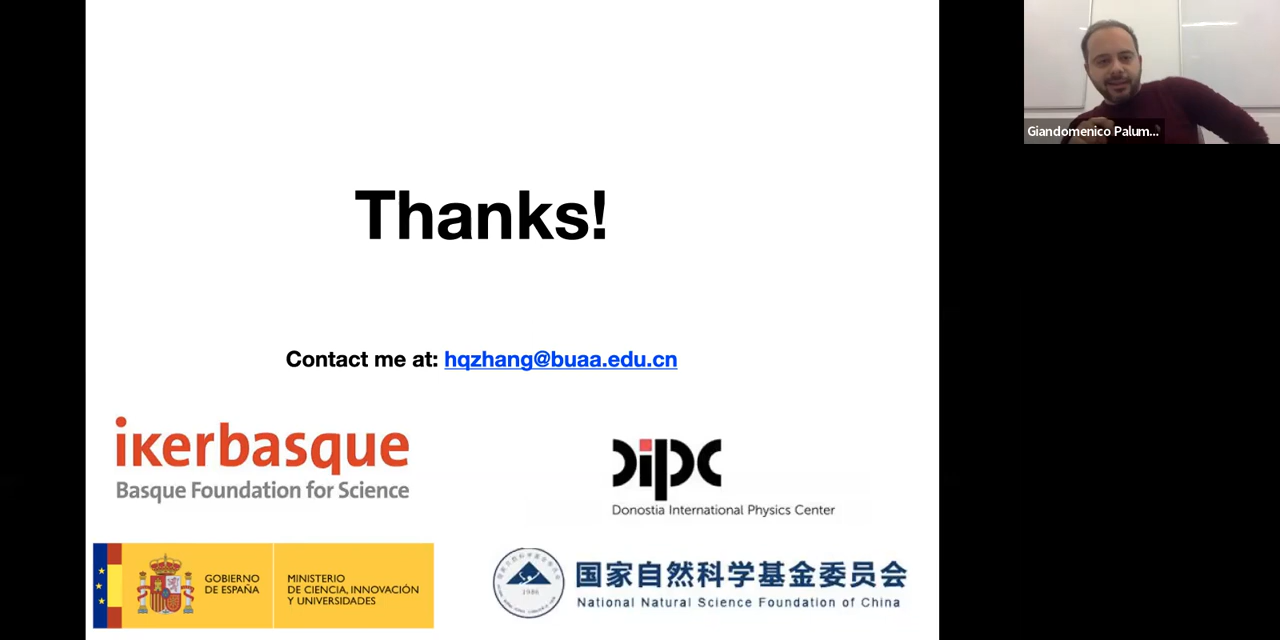 Thanks!
Giandomenico Palum...
Contact me at: hqzhang@buaa.edu.cn
ikerbasque
Basque Foundation for Science
dipc
Donostia International Physics Center
GOBIERNO
DE ESPAÑA
MINISTERIO
DE CIENCIA, INNOVACIÓN
Y UNIVERSIDADES
1986
国家自然科学基金委员会
National Natural Science Foundation of China